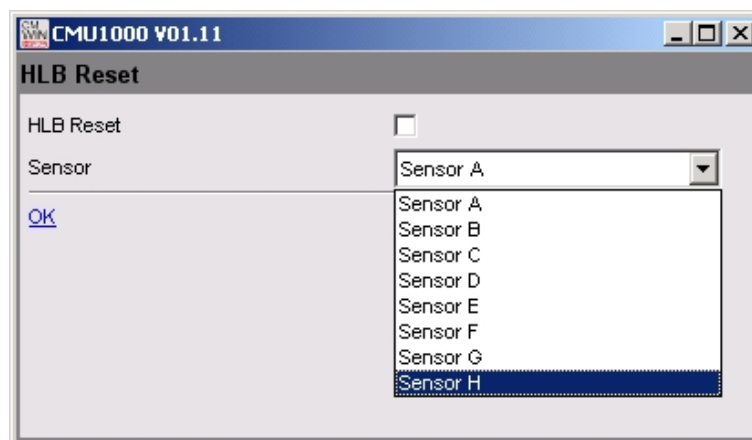 CMU1000 V01.11
HLB Reset
HLB Reset
Sensor
Sensor A
OK
Sensor A
Sensor B
Sensor C
Sensor D
Sensor E
Sensor F
Sensor G
Sensor H